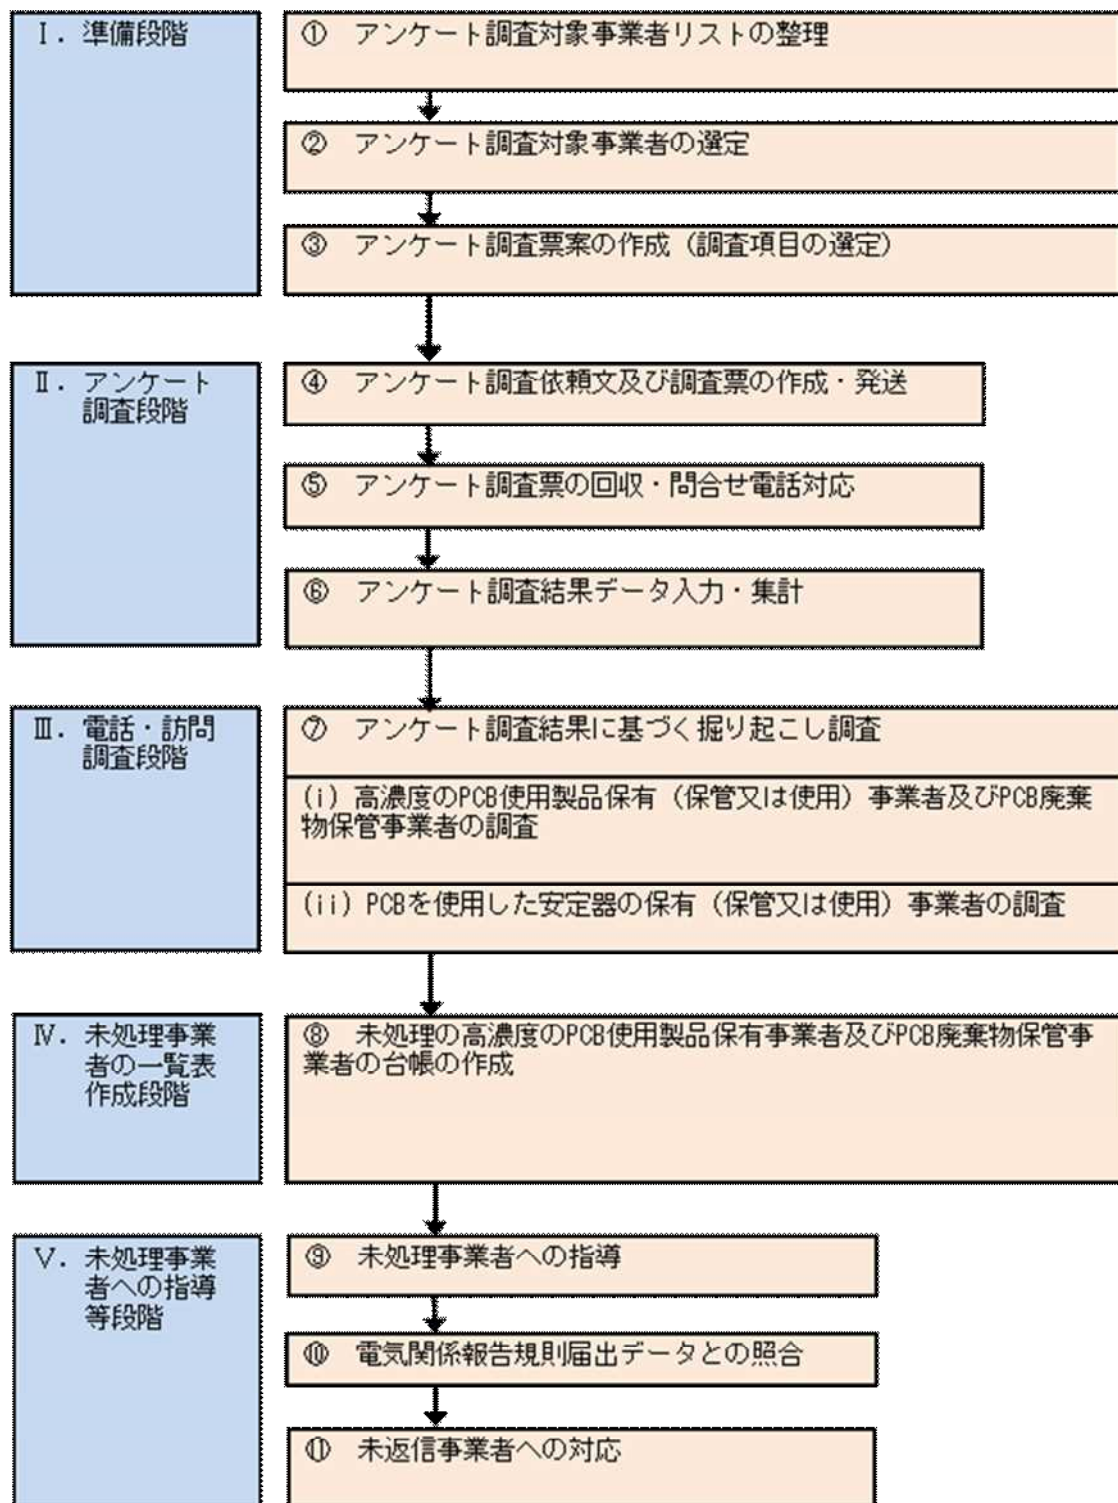 Ⅰ．準備段階
①　アンケート調査対象事業者リストの整理
②　アンケート調査対象事業者の選定
③　アンケート調査票案の作成（調査項目の選定）
Ⅱ．アンケート
調査段階
④　アンケート調査依頼文及び調査票の作成・発送
⑤　アンケート調査票の回収・問合せ電話対応
⑥　アンケート調査結果データ入力・集計
Ⅲ．電話・訪問
調査段階
⑦　アンケート調査結果に基づく掘り起こし調査
(i) 高濃度のPCB使用製品保有（保管又は使用）事業者及びPCB廃棄
物保管事業者の調査
(ii) PCBを使用した安定器の保有（保管又は使用）事業者の調査
Ⅳ．未処理事業
者の一覧表
作成段階
⑧　未処理の高濃度のPCB使用製品保有事業者及びPCB廃棄物保管事
業者の台帳の作成
Ⅴ．未処理事業
者への指導
等段階
⑨　未処理事業者への指導
⑩　電気関係報告規則届出データとの照合
⑪　未返信事業者への対応